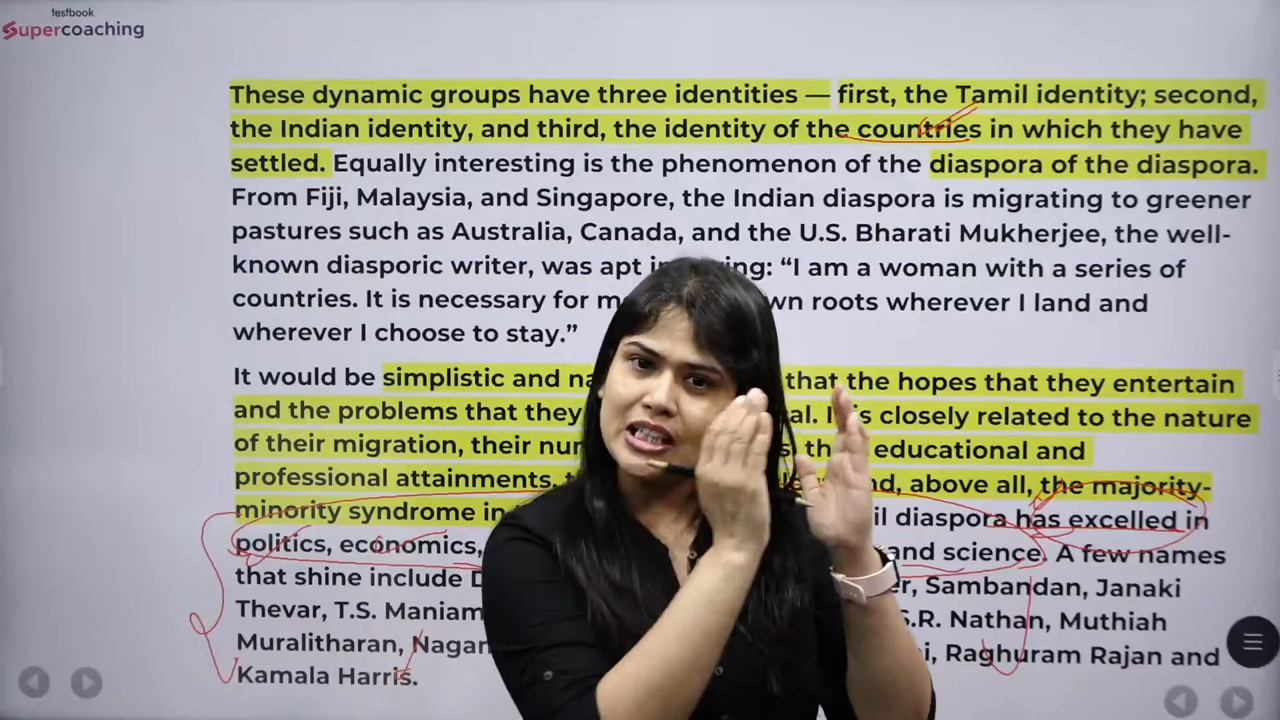 testbook
Supercoaching
These dynamic groups have three identities — first, the Tamil identity; second,
the Indian identity, and third, the identity of the countries in which they have
settled. Equally interesting is the phenomenon of the diaspora of the diaspora.
From Fiji, Malaysia, and Singapore, the Indian diaspora is migrating to greener
pastures such as Australia, Canada, and the U.S. Bharati Mukherjee, the well-
known diasporic writer, was apt in ing: “I am a woman with a series of
countries. It is necessary for wn roots wherever I land and
wherever I choose to stay.”
It would be simplistic and that the hopes that they entertain
and the problems that they al. It is closely related to the nature
of their migration, their educational and
professional attainments, and, above all, the majority-
minority syndrome in il diaspora has excelled in
politics, economics, and science. A few names
that shine include Sambandan, Janaki
Thevar, T.S. Maniam S.R. Nathan, Muthiah
Muralitharan, Nagan i, Raghuram Rajan and
Kamala Harris.